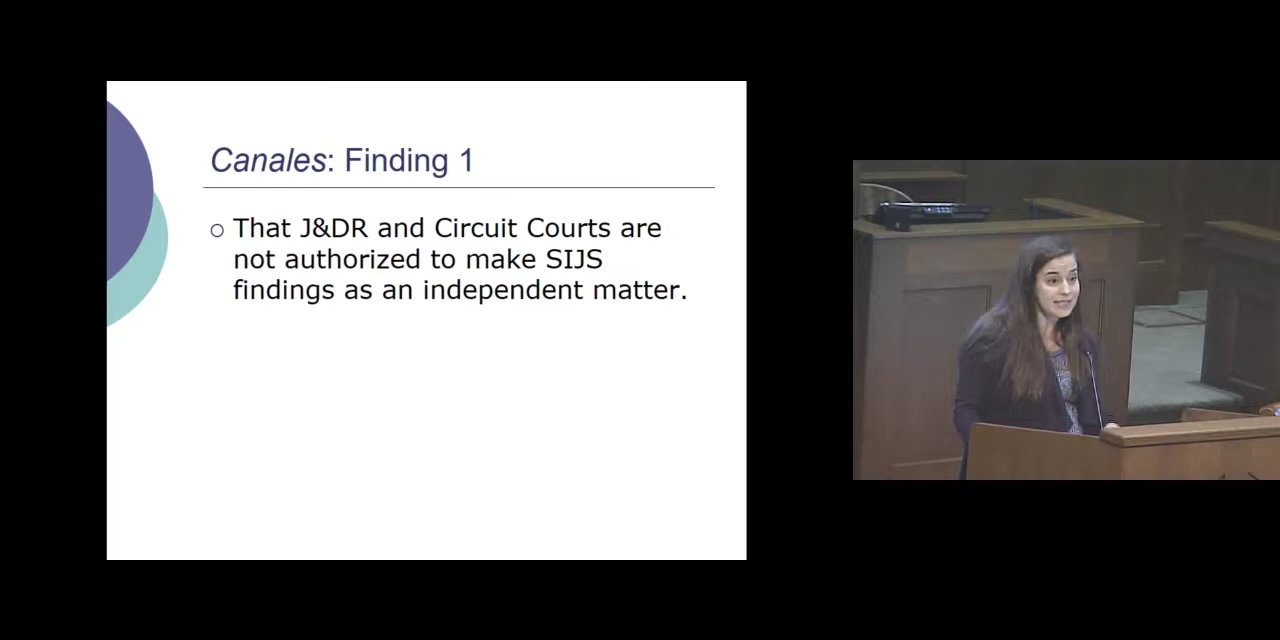 Canales: Finding 1
That J&DR and Circuit Courts are
not authorized to make SIJS
findings as an independent matter.